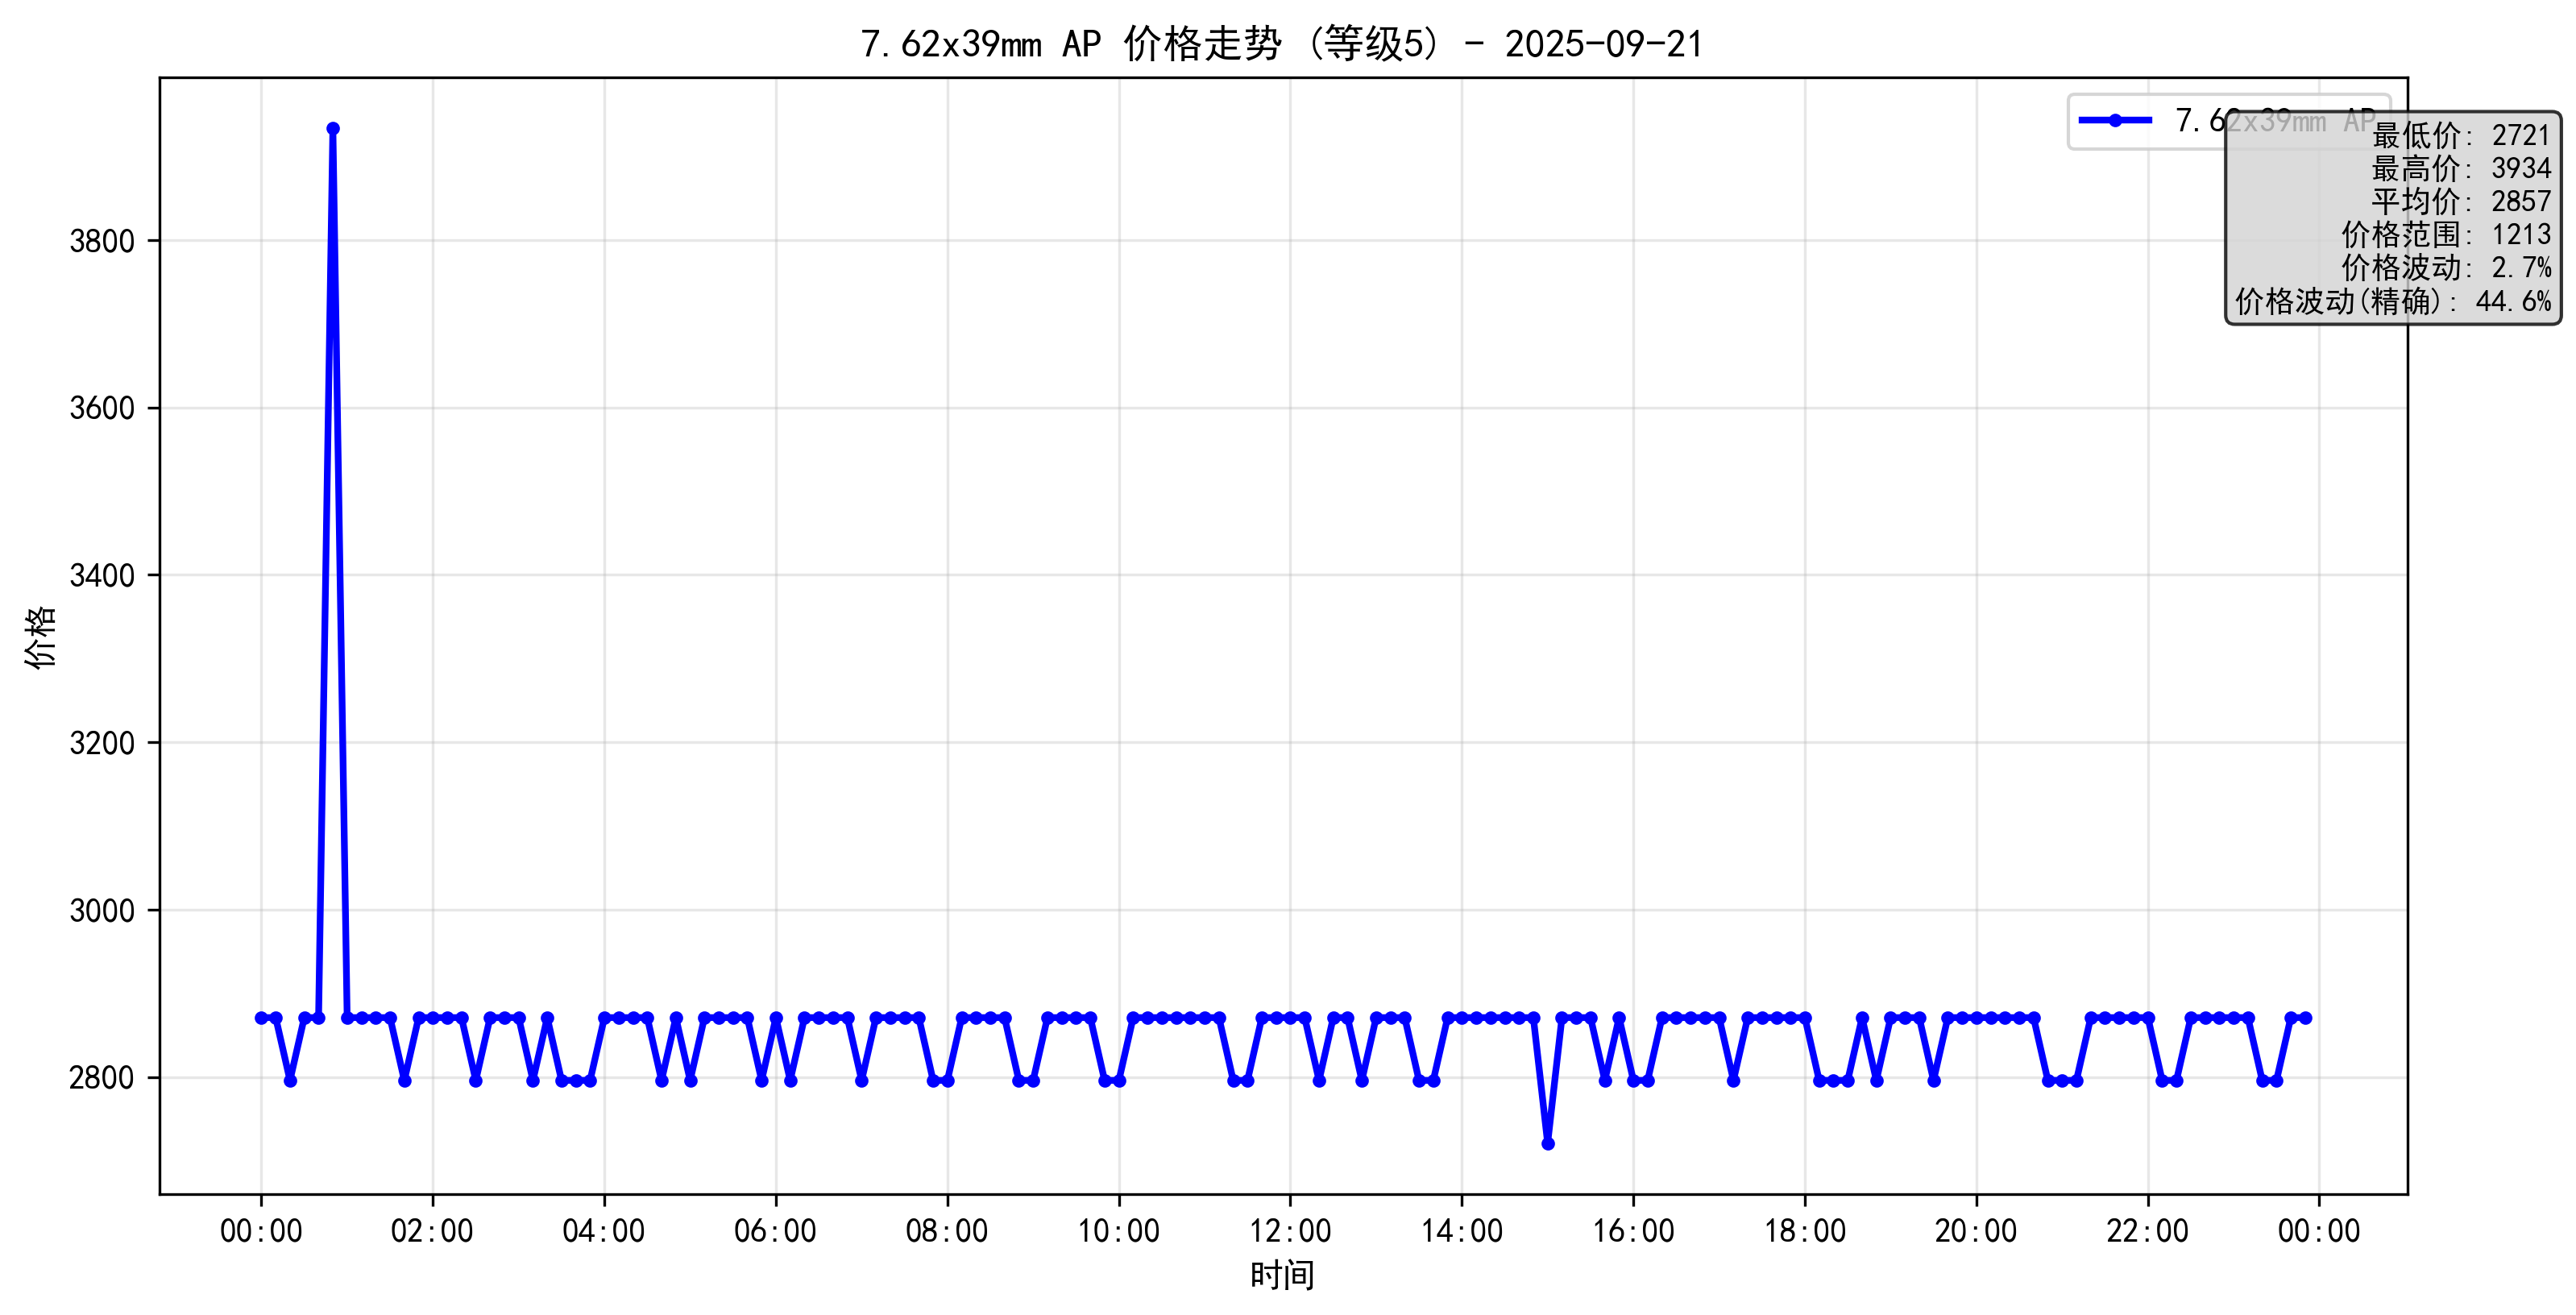 7.62x39mm AP 价格走势 (等级5) - 2025-09-21
7.62x39mm AP
最低价: 2721
最高价: 3934
平均价: 2857
价格范围: 1213
价格波动: 2.7%
价格波动(精确): 44.6%
3800
3600
3400
3200
3000
2800
价格
00:00 02:00 04:00 06:00 08:00 10:00 12:00 14:00 16:00 18:00 20:00 22:00 00:00
时间